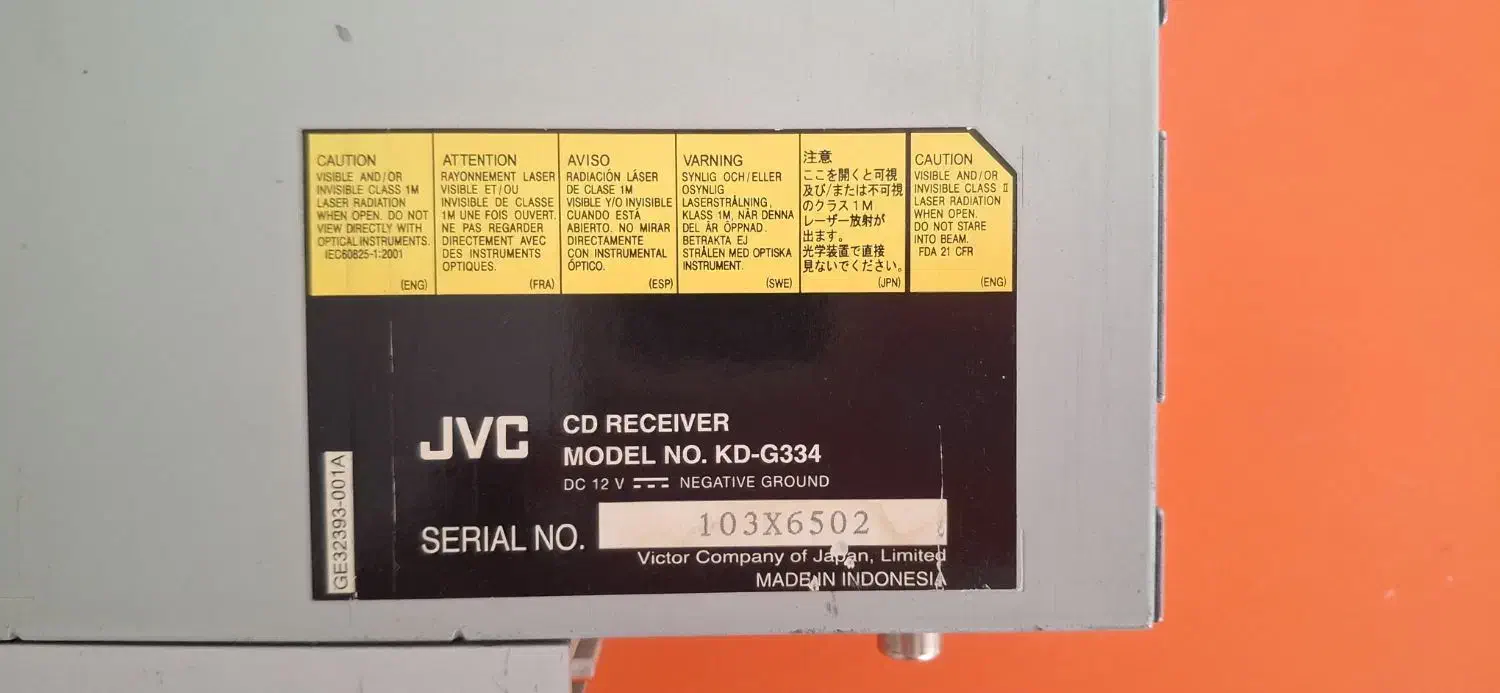 CAUTION
VISIBLE AND/OR
INVISIBLE CLASS 1M
LASER RADIATION
WHEN OPEN. DO NOT
VIEW DIRECTLY WITH
OPTICAL INSTRUMENTS.
IEC60825-1:2001
(ENG)
ATTENTION
RAYONNEMENT LASER
VISIBLE ET/OU
INVISIBLE DE CLASSE
1M UNE FOIS OUVERT.
NE PAS REGARDER
DIRECTEMENT AVEC
DES INSTRUMENTS
OPTIQUES.
(FRA)
AVISO
RADIACIÓN LÁSER
DE CLASE 1M
VISIBLE Y/O INVISIBLE
CUANDO ESTÁ
ABIERTO. NO MIRAR
DIRECTAMENTE
CON INSTRUMENTAL
ÓPTICO.
(ESP)
VARNING
SYNLIG OCH/ELLER
OSYNLIG
LASERSTRÅLNING,
KLASS 1M, NÄR DENNA
DEL ÄR ÖPPNAD.
BETRAKTA EJ
STRÅLEN MED OPTISKA
INSTRUMENT.
(SWE)
注意
ここを開くと可視
及び/または不可視
のクラス1M
レーザー放射が
出ます。
光学装置で直接
見ないでください。
(JPN)
CAUTION
VISIBLE AND/OR
INVISIBLE CLASS II
LASER RADIATION
WHEN OPEN.
DO NOT STARE
INTO BEAM.
FDA 21 CFR
(ENG)
JVC
CD RECEIVER
MODEL NO. KD-G334
DC 12 V ⎓ NEGATIVE GROUND
SERIAL NO. 103X6502
Victor Company of Japan, Limited
MADE IN INDONESIA
GE32393-001A